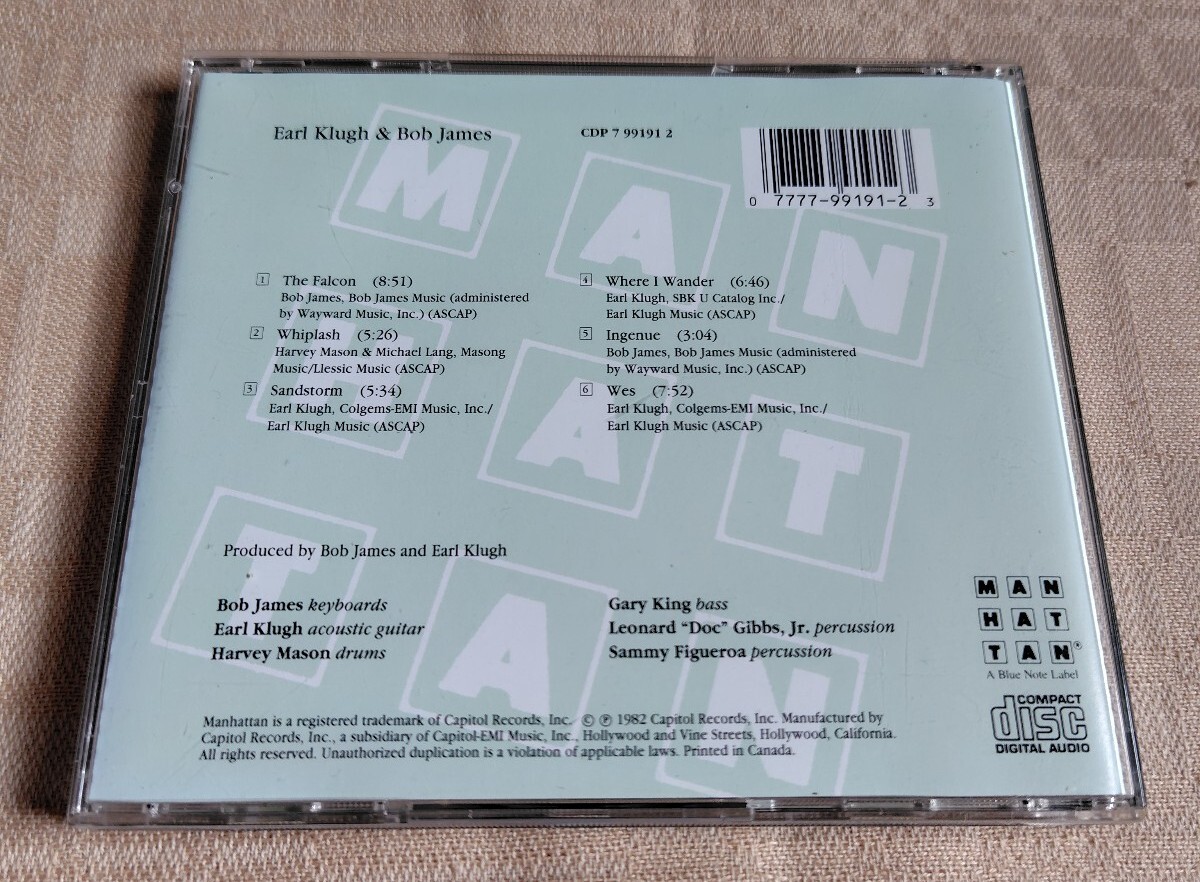 Earl Klugh & Bob James
CDP 7 99191 2
0 7777-99191-2 3
1 The Falcon (8:51)
Bob James, Bob James Music (administered
by Wayward Music, Inc.) (ASCAP)
2 Whiplash (5:26)
Harvey Mason & Michael Lang, Masong
Music/Llessic Music (ASCAP)
3 Sandstorm (5:34)
Earl Klugh, Colgems-EMI Music, Inc./
Earl Klugh Music (ASCAP)
4 Where I Wander (6:46)
Earl Klugh, SBK U Catalog Inc./
Earl Klugh Music (ASCAP)
5 Ingenue (3:04)
Bob James, Bob James Music (administered
by Wayward Music, Inc.) (ASCAP)
6 Wes (7:52)
Earl Klugh, Colgems-EMI Music, Inc./
Earl Klugh Music (ASCAP)
MAN
HAT
TAN
Produced by Bob James and Earl Klugh
Bob James keyboards
Earl Klugh acoustic guitar
Harvey Mason drums
Gary King bass
Leonard “Doc” Gibbs, Jr. percussion
Sammy Figueroa percussion
MAN
HAT
TAN®
A Blue Note Label
COMPACT
disc
DIGITAL AUDIO
Manhattan is a registered trademark of Capitol Records, Inc. © ℗ 1982 Capitol Records, Inc. Manufactured by
Capitol Records, Inc., a subsidiary of Capitol-EMI Music, Inc., Hollywood and Vine Streets, Hollywood, California.
All rights reserved. Unauthorized duplication is a violation of applicable laws. Printed in Canada.